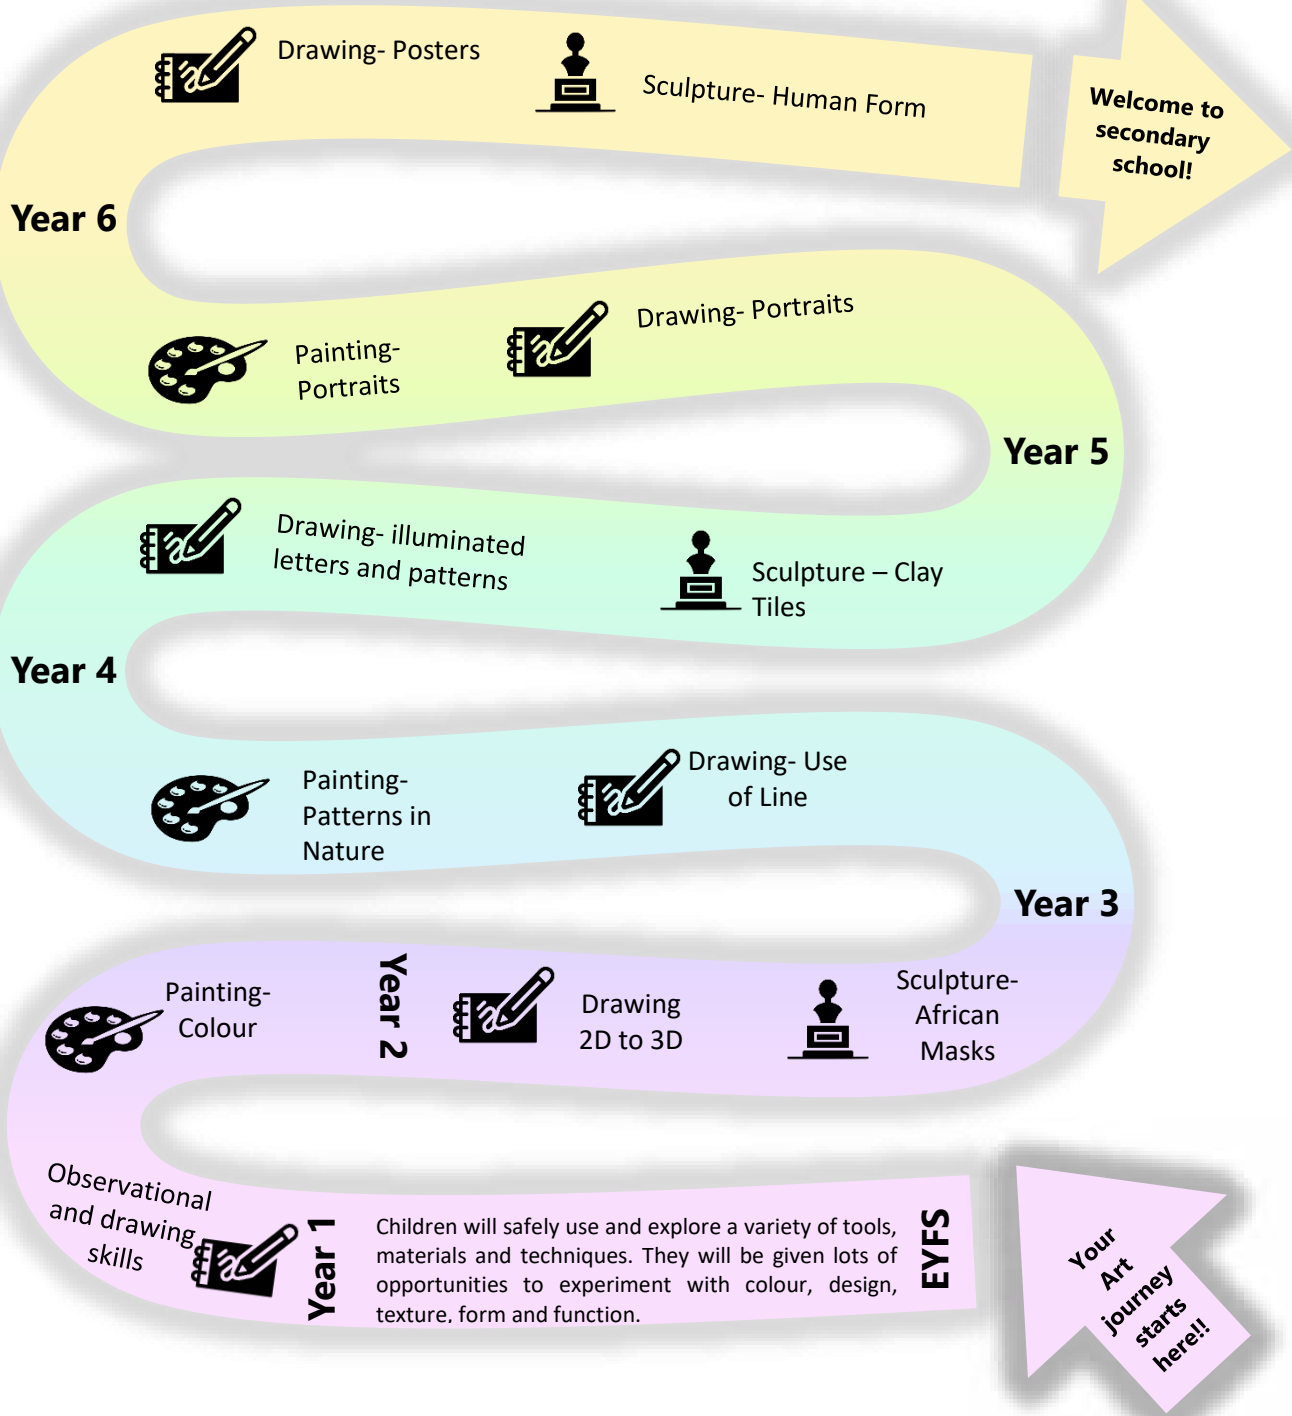 Drawing- Posters
Sculpture- Human Form
Welcome to
secondary
school!
Year 6
Painting-
Portraits
Drawing- Portraits
Year 5
Drawing- illuminated
letters and patterns
Sculpture – Clay
Tiles
Year 4
Painting-
Patterns in
Nature
Drawing- Use
of Line
Year 3
Painting-
Colour
Year 2
Drawing
2D to 3D
Sculpture-
African
Masks
Observational
and drawing
skills
Year 1
Children will safely use and explore a variety of tools,
materials and techniques. They will be given lots of
opportunities to experiment with colour, design,
texture, form and function.
EYFS
Your
Art
journey
starts
here!!